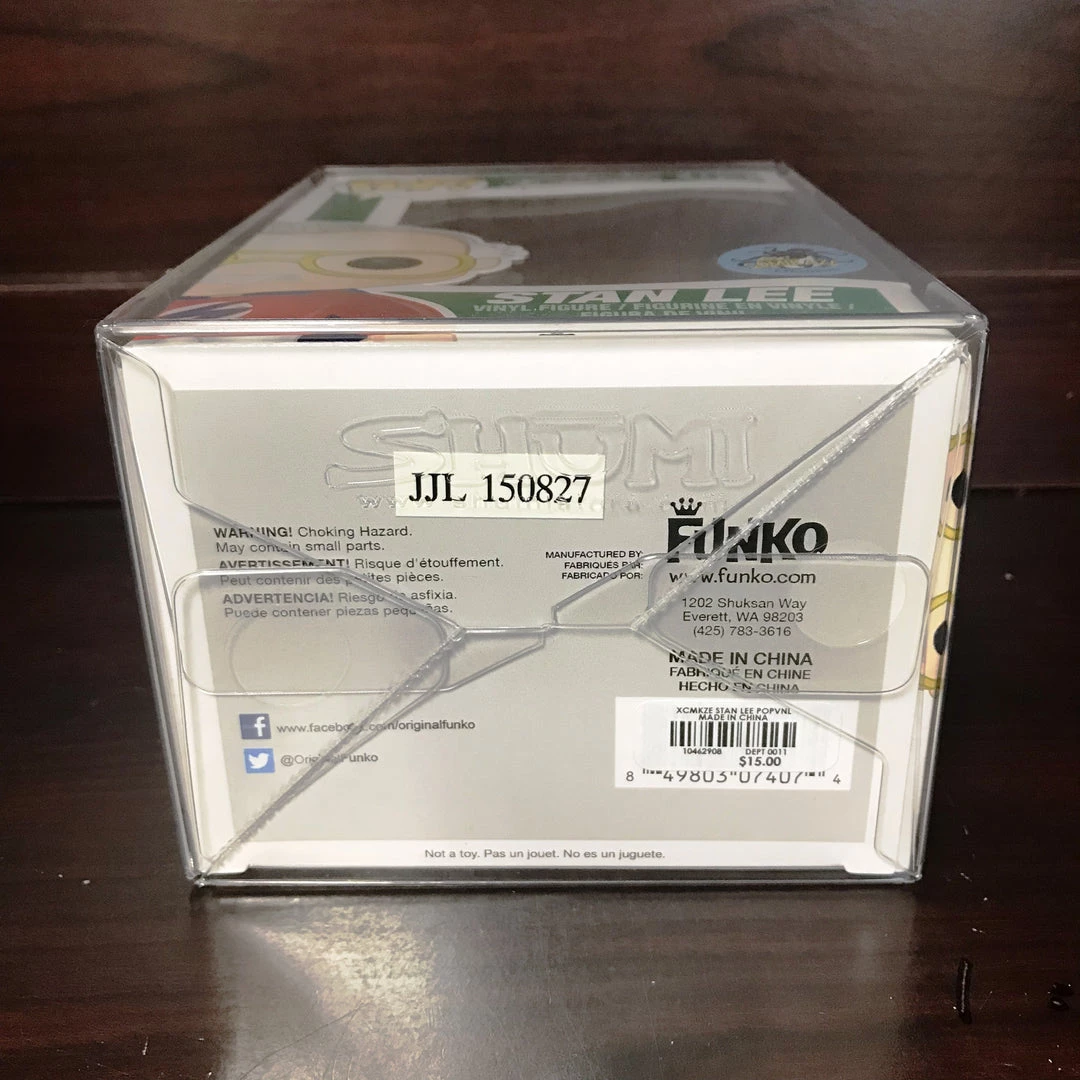 STAN LEE
VINYL FIGURE / FIGURINE EN VINYLE /
FIGURA DE VINIL
SHUMI
JJL 150827
WARNING! Choking Hazard.
May contain small parts.
AVERTISSEMENT! Risque d'étouffement.
Peut contenir des petites pièces.
ADVERTENCIA! Riesgo de asfixia.
Puede contener piezas pequeñas.
MANUFACTURED BY:
FABRIQUÉS PAR:
FABRICADO POR:
FUNKO
www.funko.com
1202 Shuksan Way
Everett, WA 98203
(425) 783-3616
MADE IN CHINA
FABRIQUÉ EN CHINE
HECHO EN CHINA
www.facebook.com/originalfunko
@OriginalFunko
XCMKZE STAN LEE POPVNL
MADE IN CHINA
10462908 DEPT 0011
$15.00
8 49803 07407 4
Not a toy. Pas un jouet. No es un juguete.